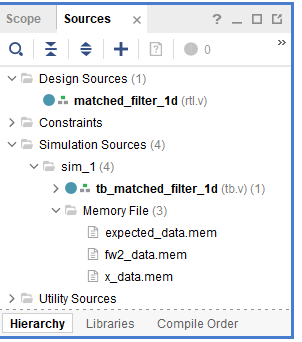 Scope Sources
0
Design Sources (1)
matched_filter_1d (rtl.v)
Constraints
Simulation Sources (4)
sim_1 (4)
tb_matched_filter_1d (tb.v) (1)
Memory File (3)
expected_data.mem
fw2_data.mem
x_data.mem
Utility Sources
Hierarchy Libraries Compile Order